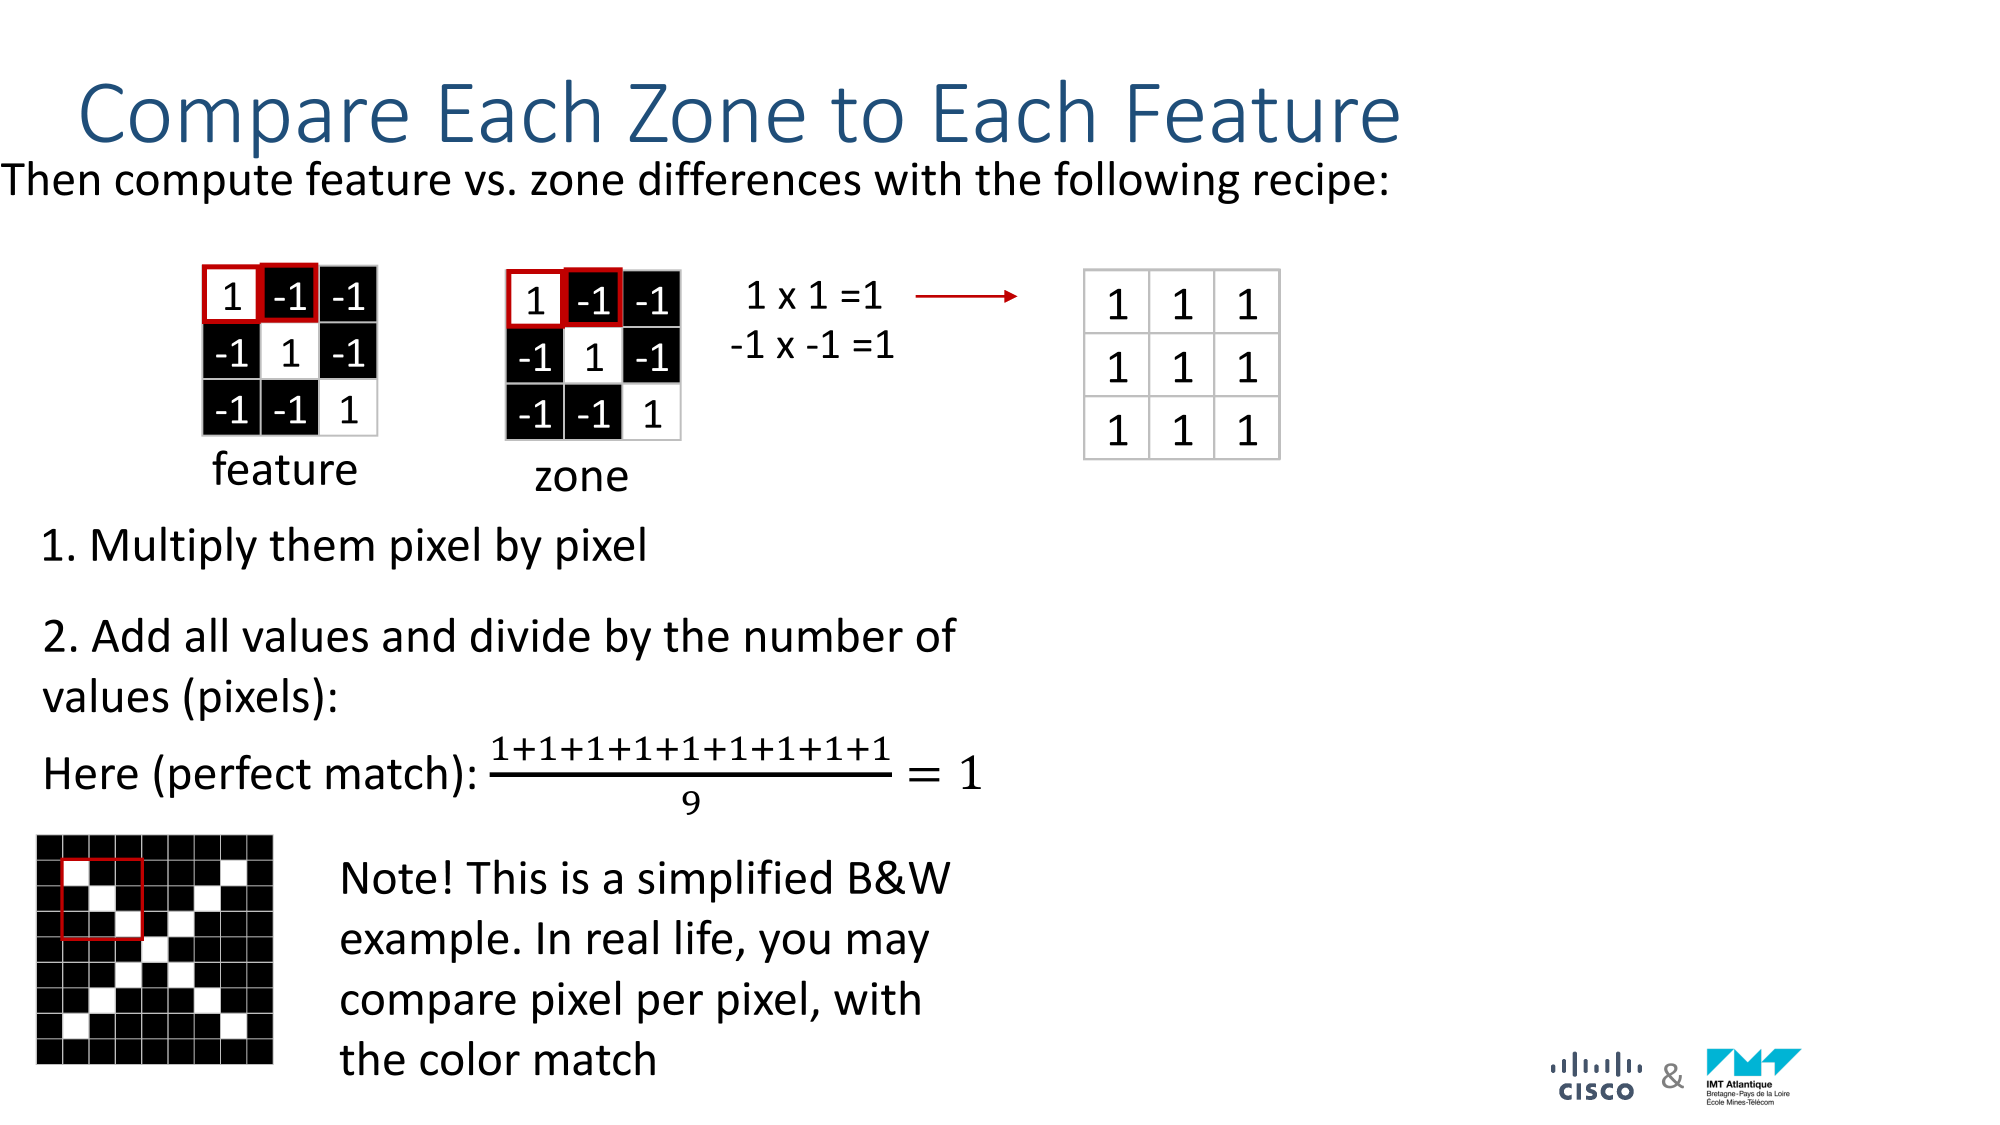 Compare Each Zone to Each Feature
Then compute feature vs. zone differences with the following recipe:
1 -1 -1
-1 1 -1
-1 -1 1
feature
1 -1 -1
-1 1 -1
-1 -1 1
zone
1 x 1 =1
-1 x -1 =1
1 1 1
1 1 1
1 1 1
1. Multiply them pixel by pixel
2. Add all values and divide by the number of
values (pixels):
Here (perfect match): 1+1+1+1+1+1+1+1+1/9 = 1
Note! This is a simplified B&W
example. In real life, you may
compare pixel per pixel, with
the color match
CISCO & IMT Atlantique
Bretagne-Pays de la Loire
École Mines-Télécom